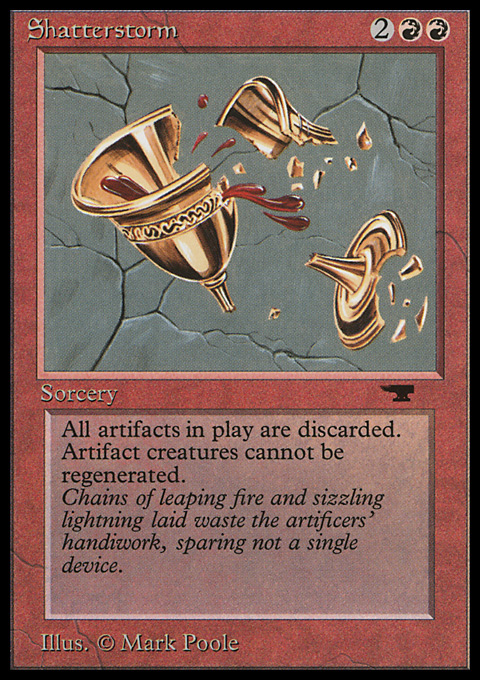 Shatterstorm 2
Sorcery
All artifacts in play are discarded.
Artifact creatures cannot be
regenerated.
Chains of leaping fire and sizzling
lightning laid waste the artificers'
handiwork, sparing not a single
device.
Illus. © Mark Poole